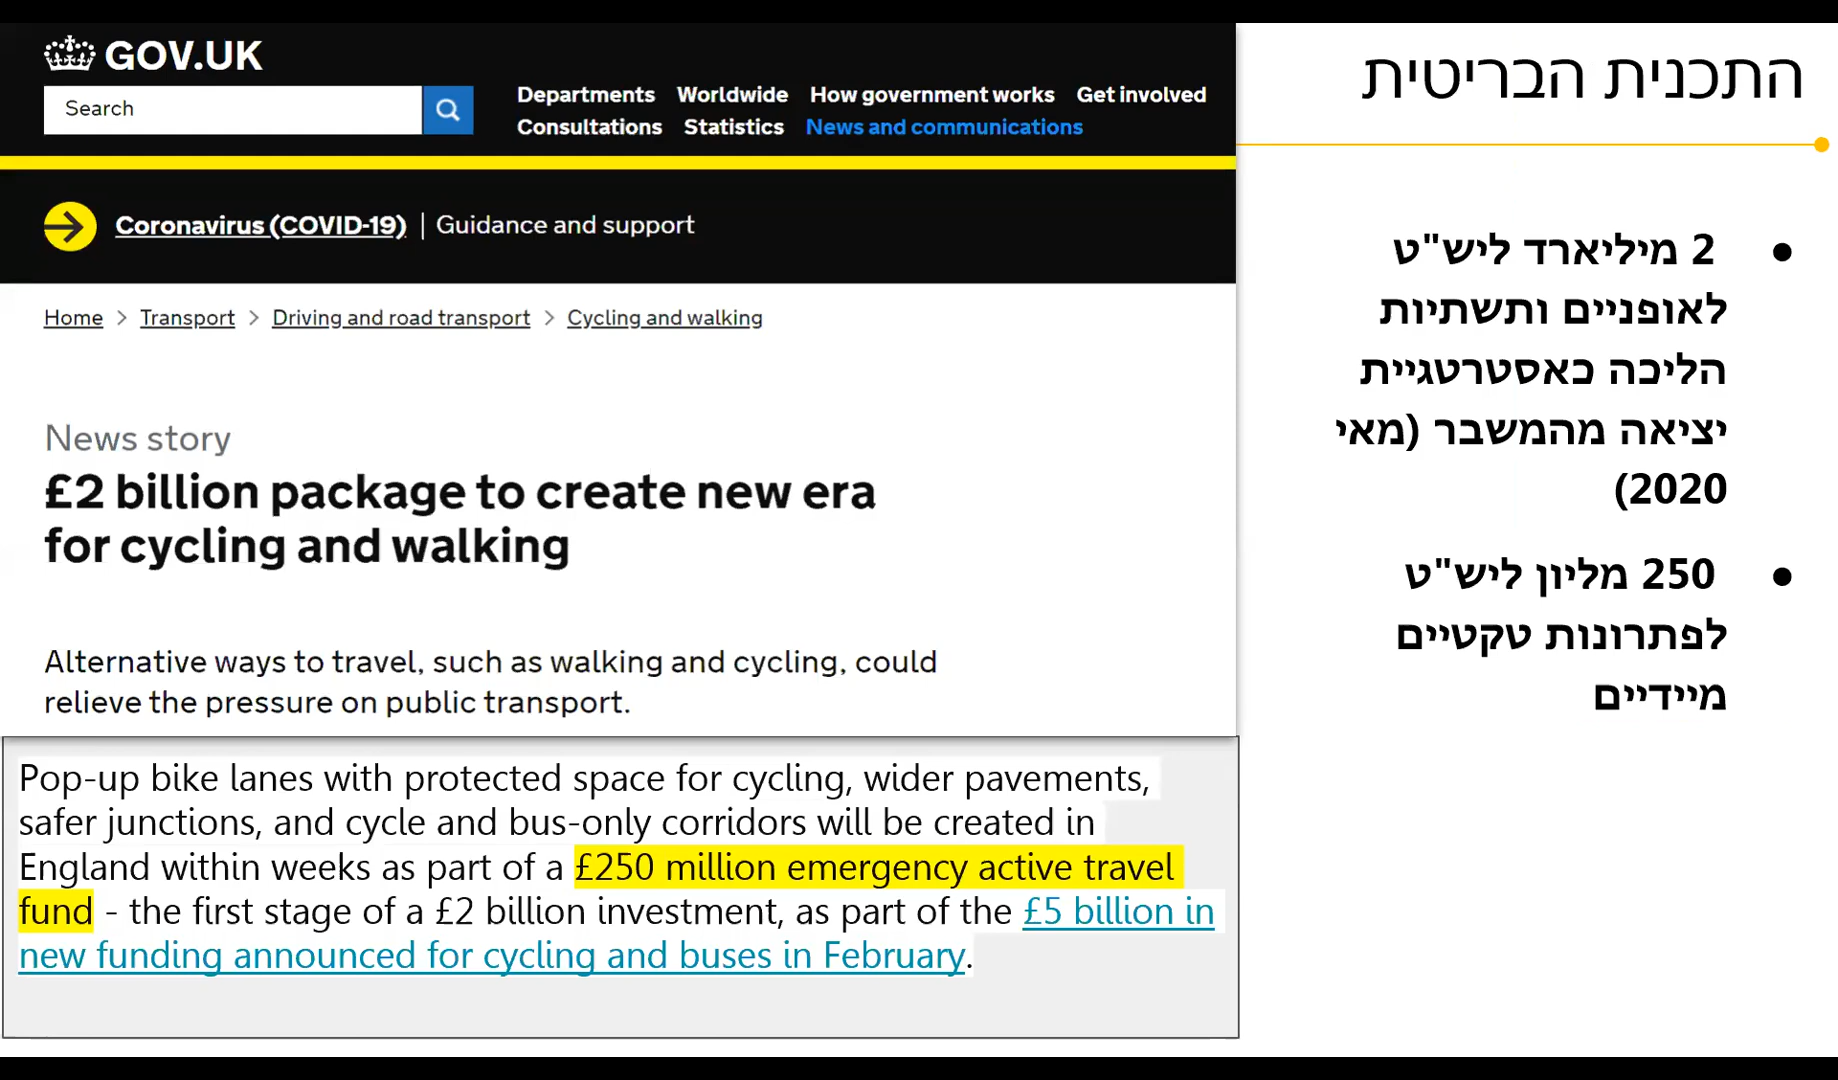 GOV.UK
Search
Departments Worldwide How government works Get involved
Consultations Statistics News and communications
Coronavirus (COVID-19) | Guidance and support
Home > Transport > Driving and road transport > Cycling and walking
News story
£2 billion package to create new era
for cycling and walking
Alternative ways to travel, such as walking and cycling, could
relieve the pressure on public transport.
Pop-up bike lanes with protected space for cycling, wider pavements,
safer junctions, and cycle and bus-only corridors will be created in
England within weeks as part of a £250 million emergency active travel
fund - the first stage of a £2 billion investment, as part of the £5 billion in
new funding announced for cycling and buses in February.
התכנית הבריטית
● 2 מיליארד ליש"ט
לאופניים ותשתיות
הליכה כאסטרטגיית
יציאה מהמשבר (מאי
2020)
● 250 מליון ליש"ט
לפתרונות טקטיים
מיידיים